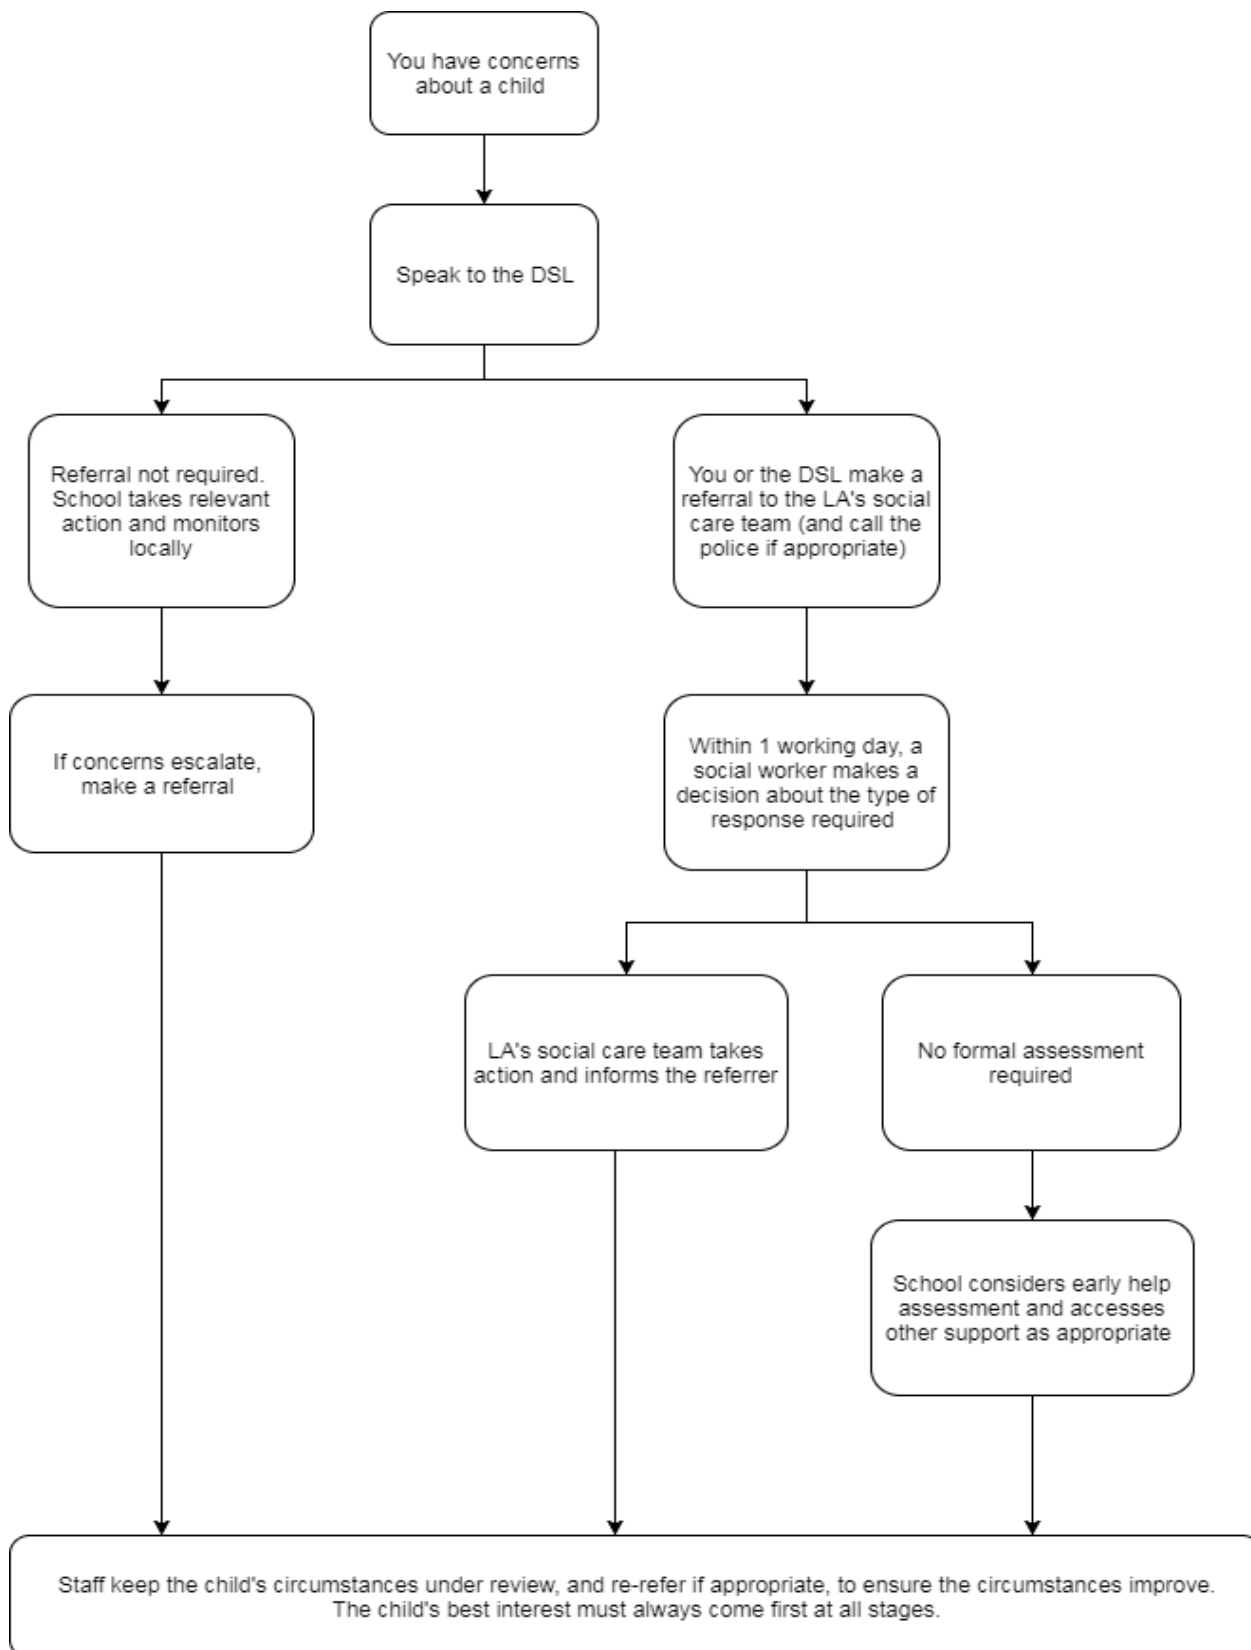 You have concerns
about a child
Speak to the DSL
Referral not required.
School takes relevant
action and monitors
locally
You or the DSL make a
referral to the LA's social
care team (and call the
police if appropriate)
If concerns escalate,
make a referral
Within 1 working day, a
social worker makes a
decision about the type of
response required
LA's social care team takes
action and informs the referrer
No formal assessment
required
School considers early help
assessment and accesses
other support as appropriate
Staff keep the child's circumstances under review, and re-refer if appropriate, to ensure the circumstances improve.
The child's best interest must always come first at all stages.